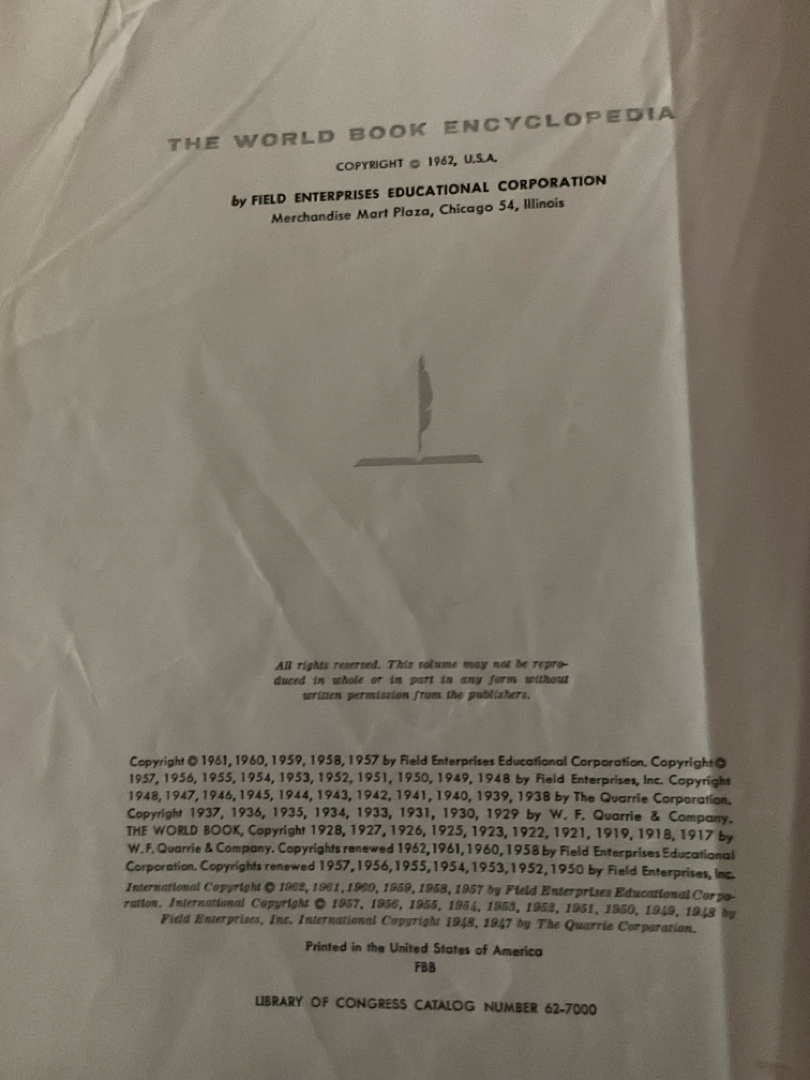 THE WORLD BOOK ENCYCLOPEDIA
COPYRIGHT © 1962, U.S.A.
by FIELD ENTERPRISES EDUCATIONAL CORPORATION
Merchandise Mart Plaza, Chicago 54, Illinois
All rights reserved. This volume may not be repro-
duced in whole or in part in any form without
written permission from the publishers.
Copyright © 1961, 1960, 1959, 1958, 1957 by Field Enterprises Educational Corporation. Copyright ©
1957, 1956, 1955, 1954, 1953, 1952, 1951, 1950, 1949, 1948 by Field Enterprises, Inc. Copyright
1948, 1947, 1946, 1945, 1944, 1943, 1942, 1941, 1940, 1939, 1938 by The Quarrie Corporation.
Copyright 1937, 1936, 1935, 1934, 1933, 1931, 1930, 1929 by W. F. Quarrie & Company.
THE WORLD BOOK, Copyright 1928, 1927, 1926, 1925, 1923, 1922, 1921, 1919, 1918, 1917 by
W. F. Quarrie & Company. Copyrights renewed 1962, 1961, 1960, 1958 by Field Enterprises Educational
Corporation. Copyrights renewed 1957, 1956, 1955, 1954, 1953, 1952, 1950 by Field Enterprises, Inc.
International Copyright © 1962, 1961, 1960, 1959, 1958, 1957 by Field Enterprises Educational Corpo-
ration. International Copyright © 1957, 1956, 1955, 1954, 1953, 1952, 1951, 1950, 1949, 1948 by
Field Enterprises, Inc. International Copyright 1948, 1947 by The Quarrie Corporation.
Printed in the United States of America
FBB
LIBRARY OF CONGRESS CATALOG NUMBER 62-7000